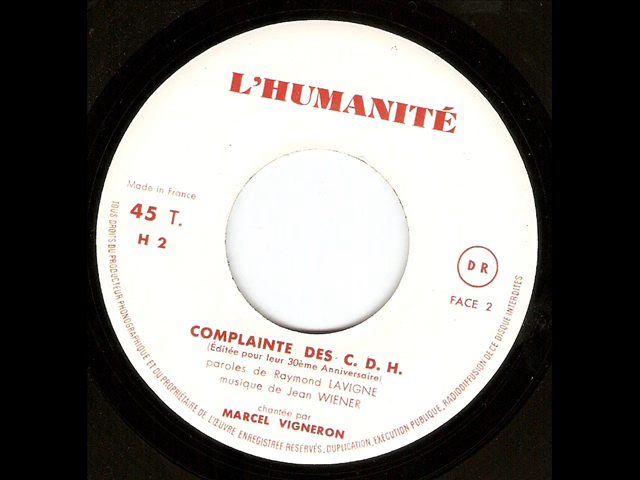 L'HUMANITÉ
Made in France
45 T.
H 2
DR
FACE 2
COMPLAINTE DES C. D. H.
(Éditée pour leur 30ème Anniversaire)
paroles de Raymond LAVIGNE
musique de Jean WIENER
chantée par
MARCEL VIGNERON
TOUS DROITS DU PRODUCTEUR PHONOGRAPHIQUE ET DU PROPRIÉTAIRE DE L'ŒUVRE ENREGISTRÉE RÉSERVÉS, DUPLICATION, EXÉCUTION PUBLIQUE, RADIODIFFUSION DE CE DISQUE INTERDITES